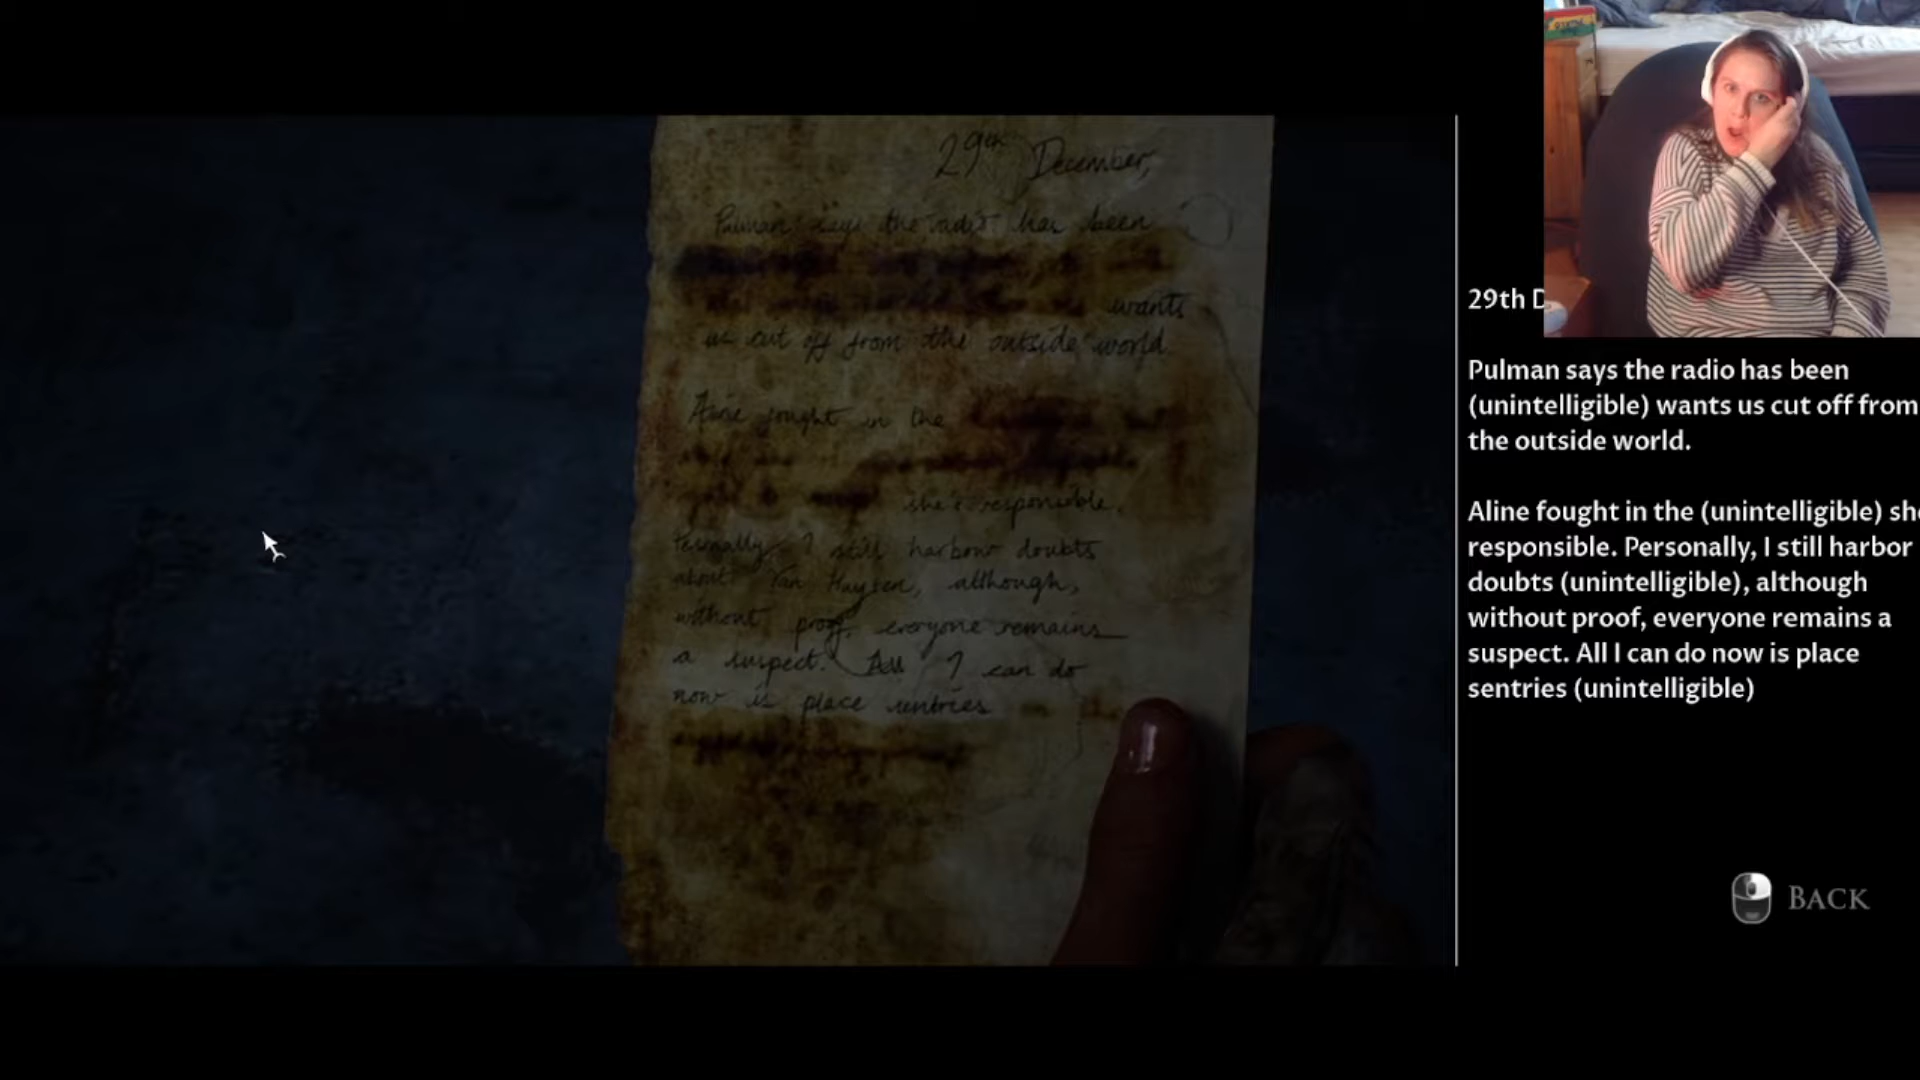 29th December,
Pulman says the radio has been
wants
us cut off from the outside world
Aline fought in the
she's responsible.
Personally I still harbour doubts
about Van Huysen, although,
without proof, everyone remains
a suspect. All I can do
now is place sentries
29th D
Pulman says the radio has been
(unintelligible) wants us cut off from
the outside world.
Aline fought in the (unintelligible) she
responsible. Personally, I still harbor
doubts (unintelligible), although
without proof, everyone remains a
suspect. All I can do now is place
sentries (unintelligible)
BACK